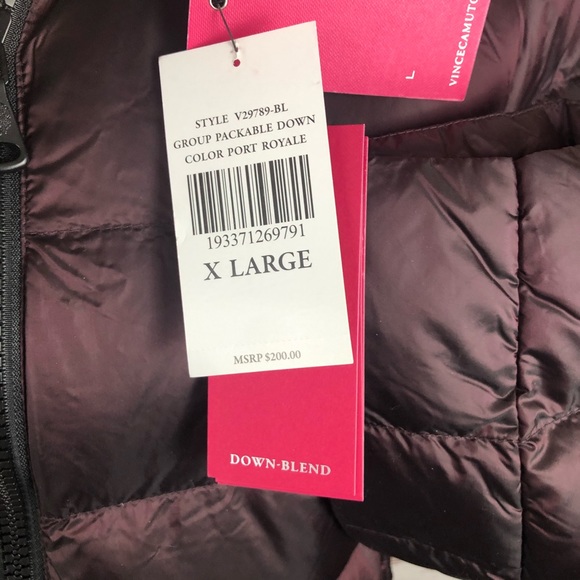 VINCECAMUTO
L
STYLE V29789-BL
GROUP PACKABLE DOWN
COLOR PORT ROYALE
193371269791
X LARGE
MSRP $200.00
DOWN-BLEND